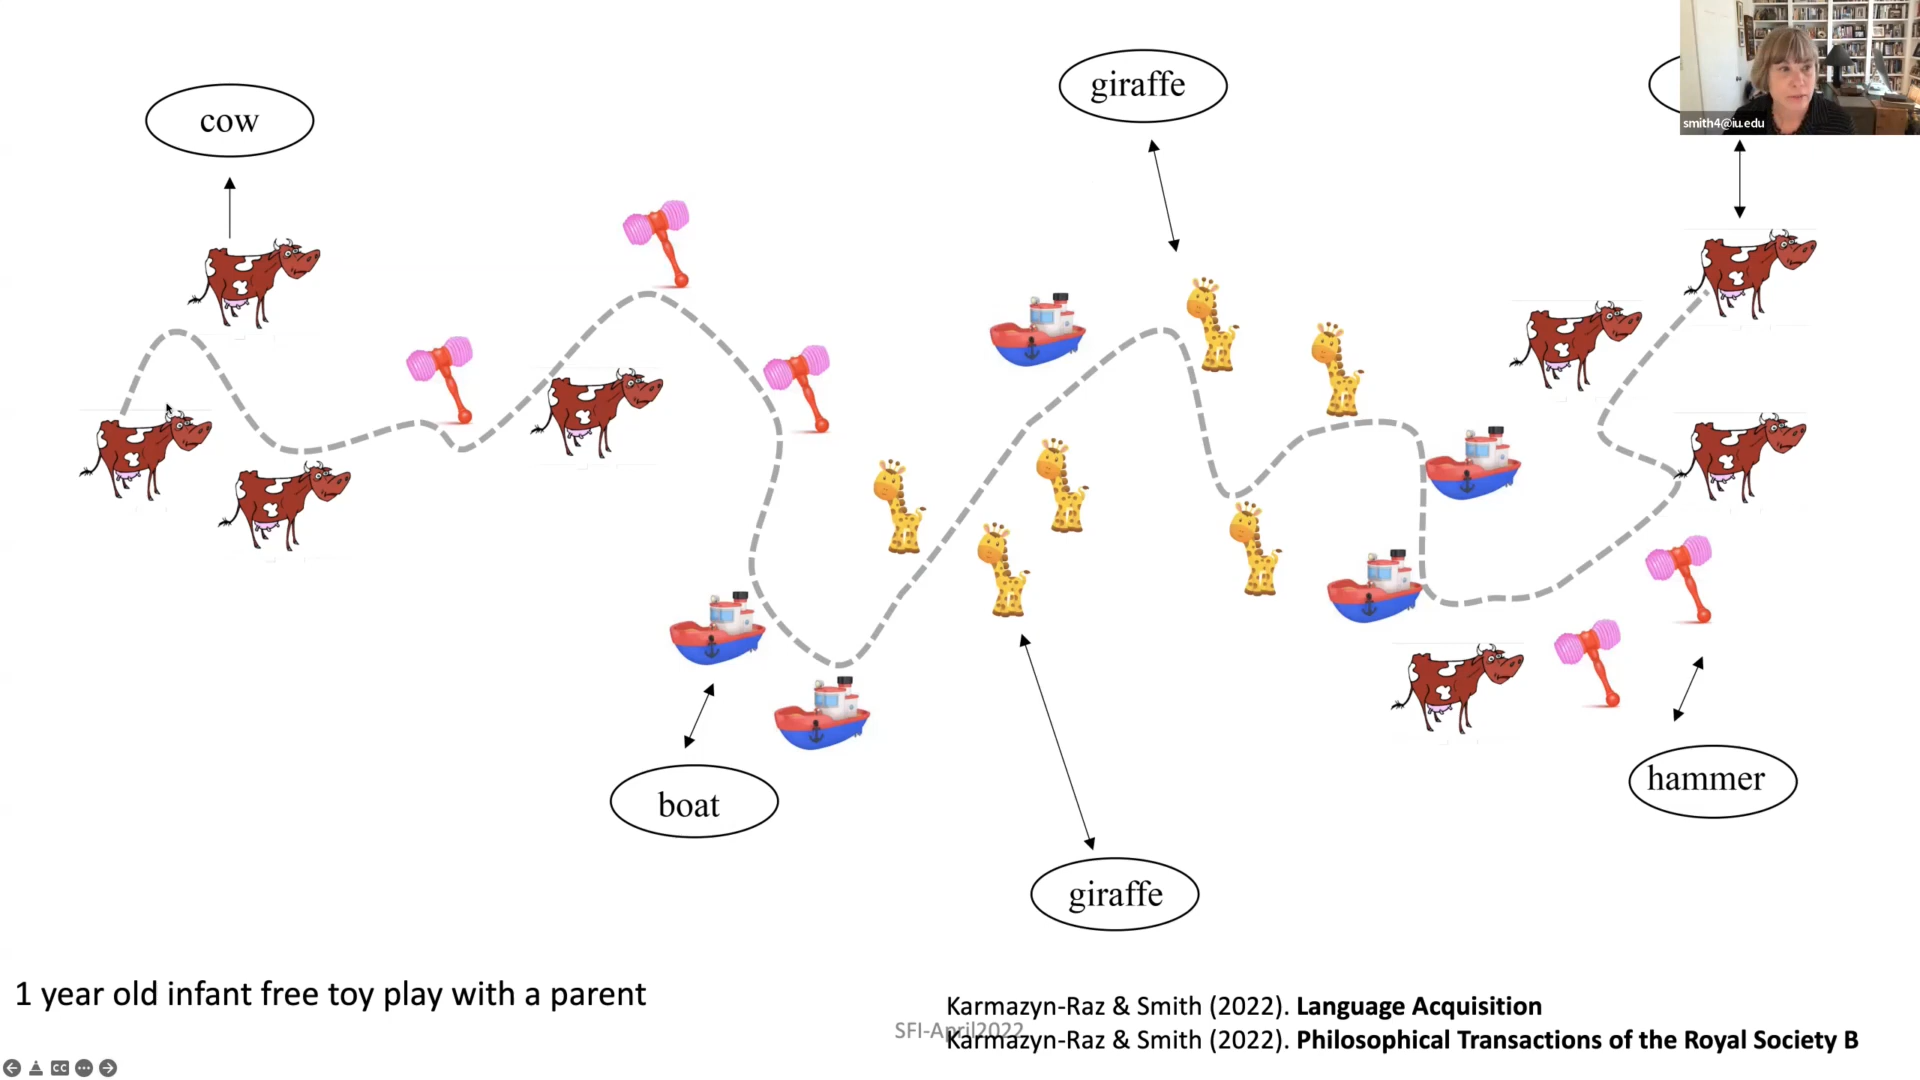 giraffe
cow
smith4@iu.edu
boat
hammer
giraffe
1 year old infant free toy play with a parent
Karmazyn-Raz & Smith (2022). Language Acquisition
SFI-April2022
Karmazyn-Raz & Smith (2022). Philosophical Transactions of the Royal Society B
CC